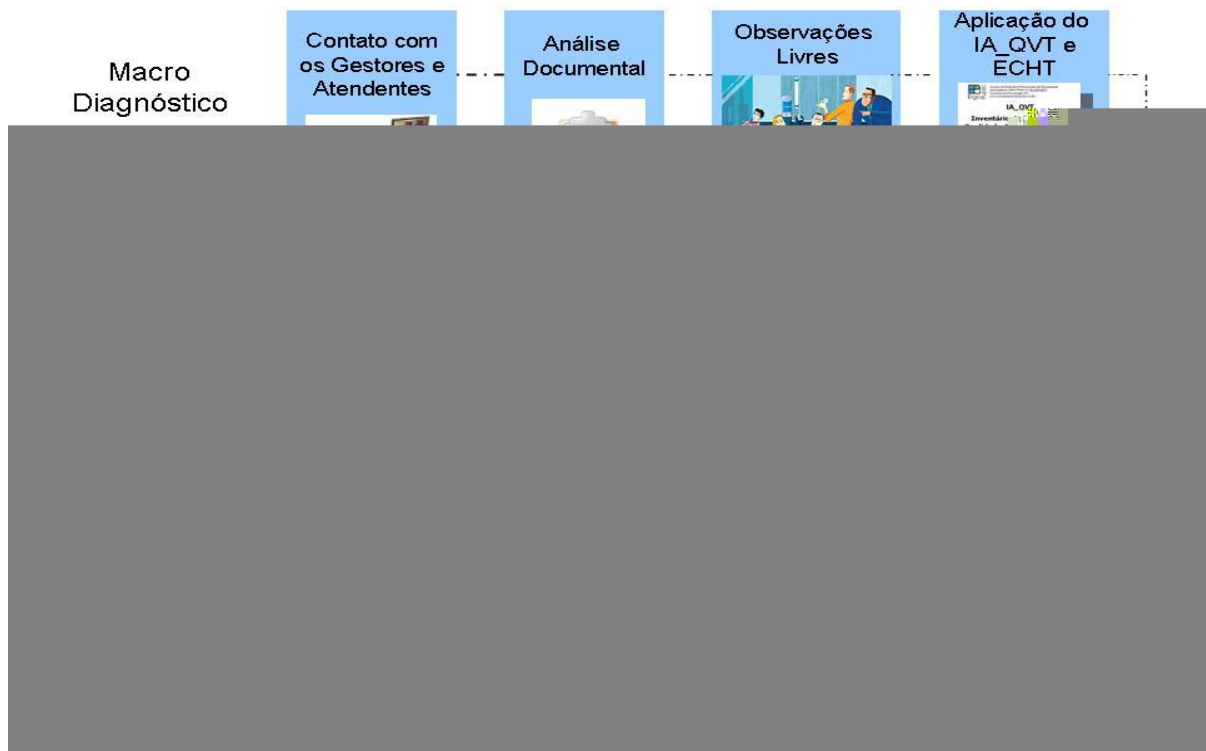 Macro
Diagnóstico
Contato com
os Gestores e
Atendentes
Análise
Documental
Observações
Livres
Aplicação do
IA_QVT e
ECHT
IA_QVT